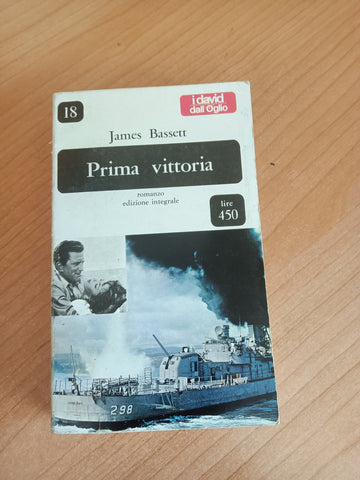 18
i david
dall'Oglio
James Bassett
Prima vittoria
romanzo
edizione integrale
lire
450
298